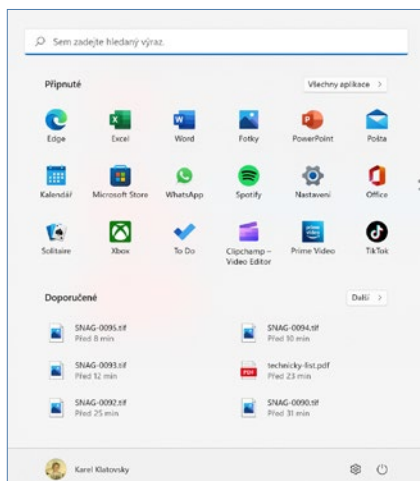 Sem zadejte hledaný výraz.
Připnuté
Všechny aplikace >
Edge
Excel
Word
Fotky
PowerPoint
Pošta
Kalendář
Microsoft Store
WhatsApp
Spotify
Nastavení
Office
Solitaire
Xbox
To Do
Clipchamp –
Video Editor
Prime Video
TikTok
Doporučené
Další >
SNAG-0095.tif
Před 8 min
SNAG-0094.tif
Před 10 min
SNAG-0093.tif
Před 12 min
technicky-list.pdf
Před 23 min
SNAG-0092.tif
Před 25 min
SNAG-0090.tif
Před 31 min
Karel Klatovsky